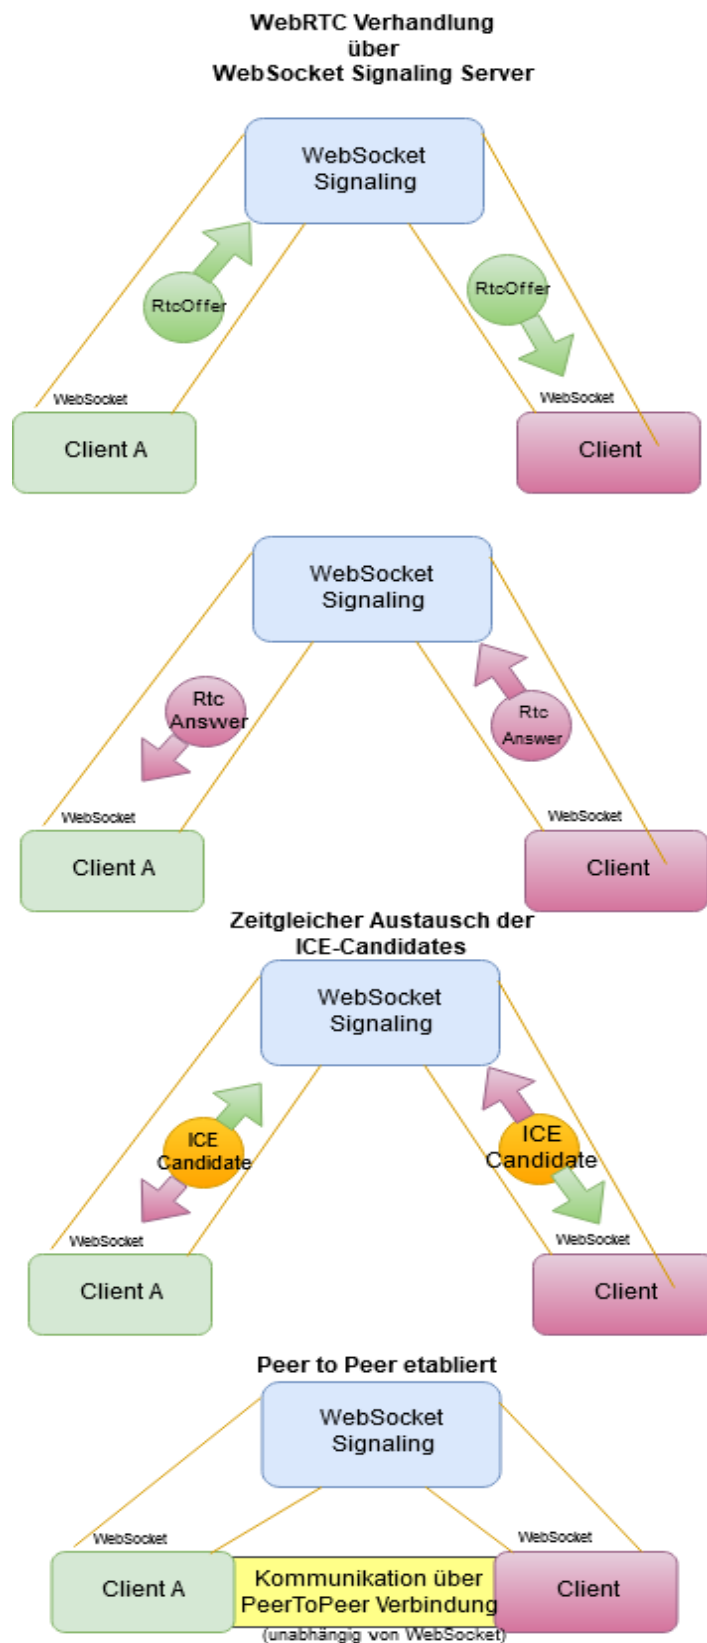 WebRTC Verhandlung
über
WebSocket Signaling Server
WebSocket
Signaling
RtcOffer
RtcOffer
WebSocket
WebSocket
Client A
Client
WebSocket
Signaling
Rtc
Answer
Rtc
Answer
WebSocket
WebSocket
Client A
Client
Zeitgleicher Austausch der
ICE-Candidates
WebSocket
Signaling
ICE
Candidate
ICE
Candidate
WebSocket
WebSocket
Client A
Client
Peer to Peer etabliert
WebSocket
Signaling
WebSocket
WebSocket
Client A
Kommunikation über
PeerToPeer Verbindung
Client
(unabhängig von WebSocket)